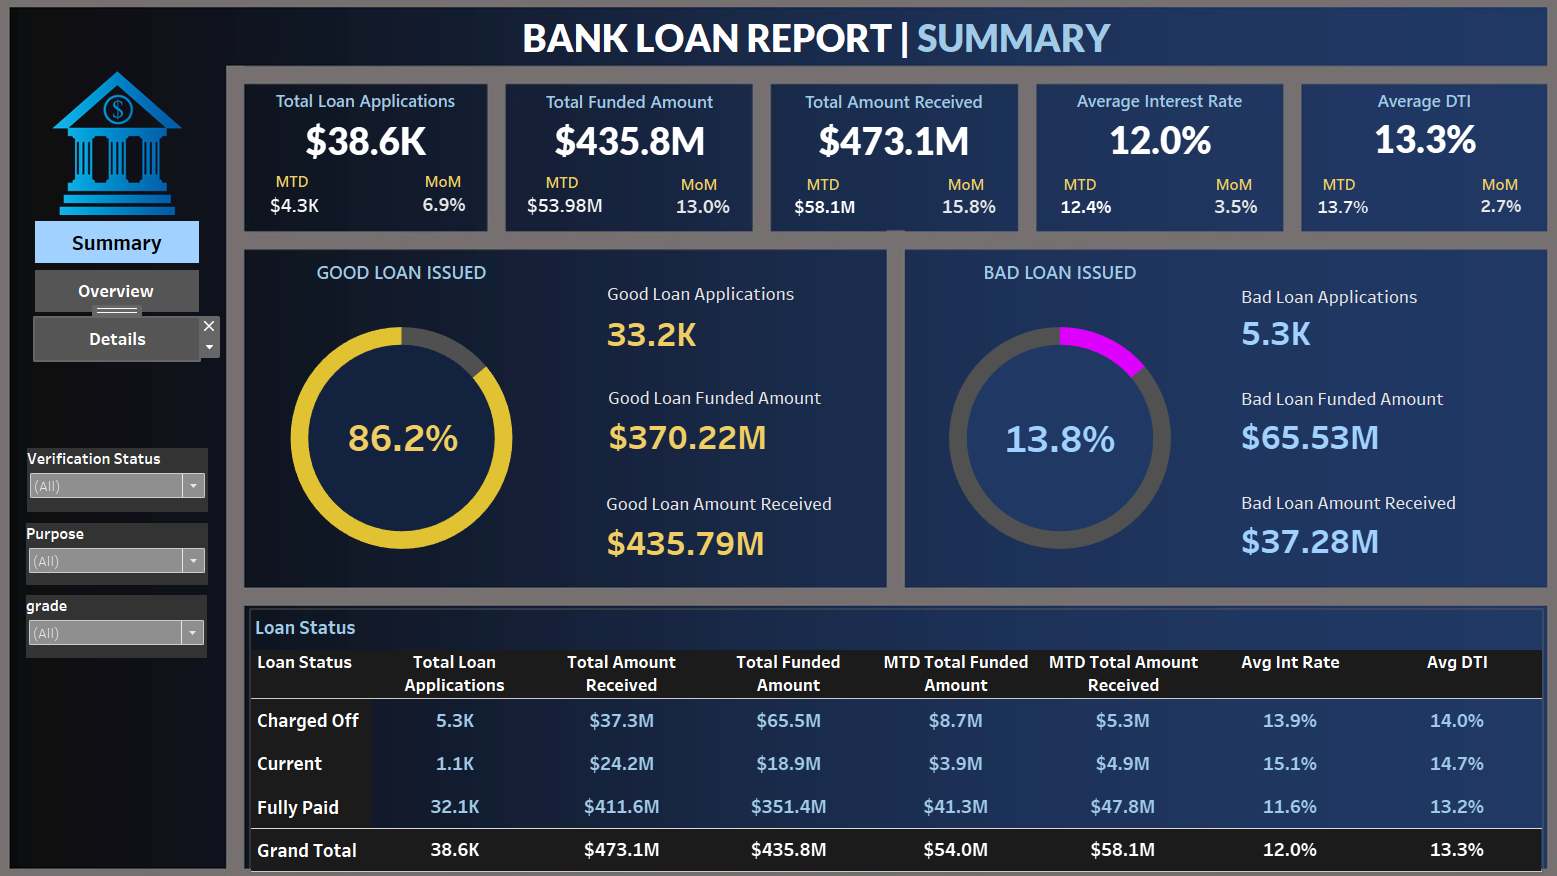 BANK LOAN REPORT | SUMMARY
$
Summary
Overview
Details
Verification Status
(All)
Purpose
(All)
grade
(All)
Total Loan Applications
$38.6K
MTD MoM
$4.3K 6.9%
Total Funded Amount
$435.8M
MTD MoM
$53.98M 13.0%
Total Amount Received
$473.1M
MTD MoM
$58.1M 15.8%
Average Interest Rate
12.0%
MTD MoM
12.4% 3.5%
Average DTI
13.3%
MTD MoM
13.7% 2.7%
GOOD LOAN ISSUED
86.2%
Good Loan Applications
33.2K
Good Loan Funded Amount
$370.22M
Good Loan Amount Received
$435.79M
BAD LOAN ISSUED
13.8%
Bad Loan Applications
5.3K
Bad Loan Funded Amount
$65.53M
Bad Loan Amount Received
$37.28M
Loan Status
Loan Status Total Loan Total Amount Total Funded MTD Total Funded MTD Total Amount Avg Int Rate Avg DTI
Applications Received Amount Amount Received
Charged Off 5.3K $37.3M $65.5M $8.7M $5.3M 13.9% 14.0%
Current 1.1K $24.2M $18.9M $3.9M $4.9M 15.1% 14.7%
Fully Paid 32.1K $411.6M $351.4M $41.3M $47.8M 11.6% 13.2%
Grand Total 38.6K $473.1M $435.8M $54.0M $58.1M 12.0% 13.3%